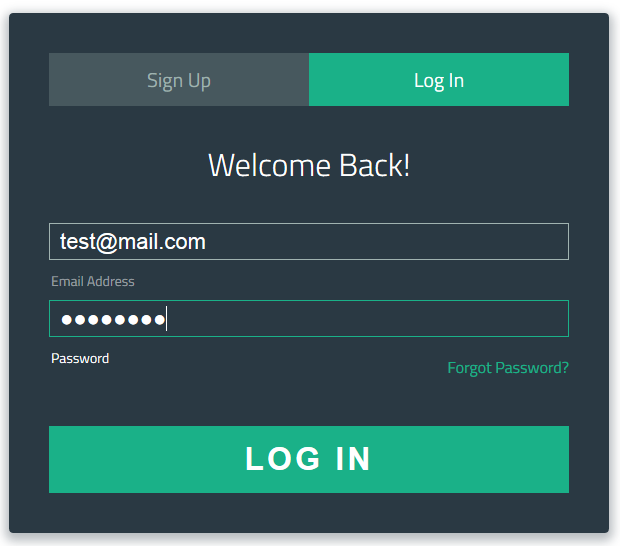 Sign Up
Log In
Welcome Back!
test@mail.com
Email Address
●●●●●●●●
Password
Forgot Password?
LOG IN